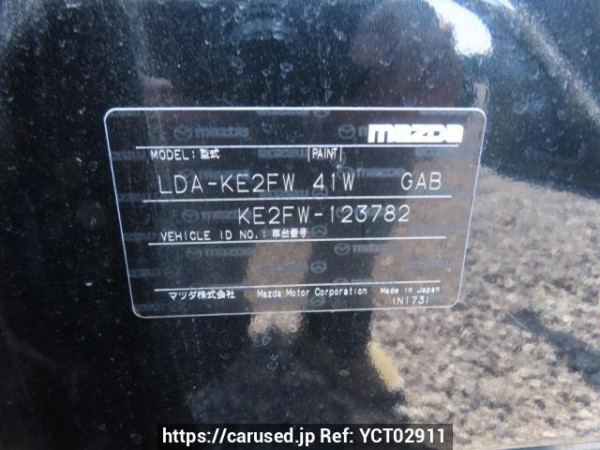 mazda
MODEL: 型式 PAINT
LDA-KE2FW 41W GAB
KE2FW-123782
VEHICLE ID NO.: 車台番号
マツダ株式会社 Mazda Motor Corporation Made in Japan
(N173)
https://carused.jp Ref: YCT02911